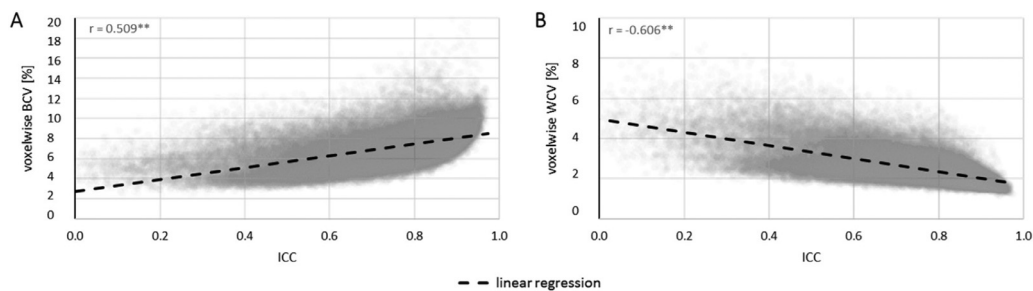 A
r = 0.509**
voxelwise BCV [%]
20
18
16
14
12
10
8
6
4
2
0
0.0 0.2 0.4 0.6 0.8 1.0
ICC
B
r = -0.606**
voxelwise WCV [%]
10
8
6
4
2
0
0.0 0.2 0.4 0.6 0.8 1.0
ICC
linear regression